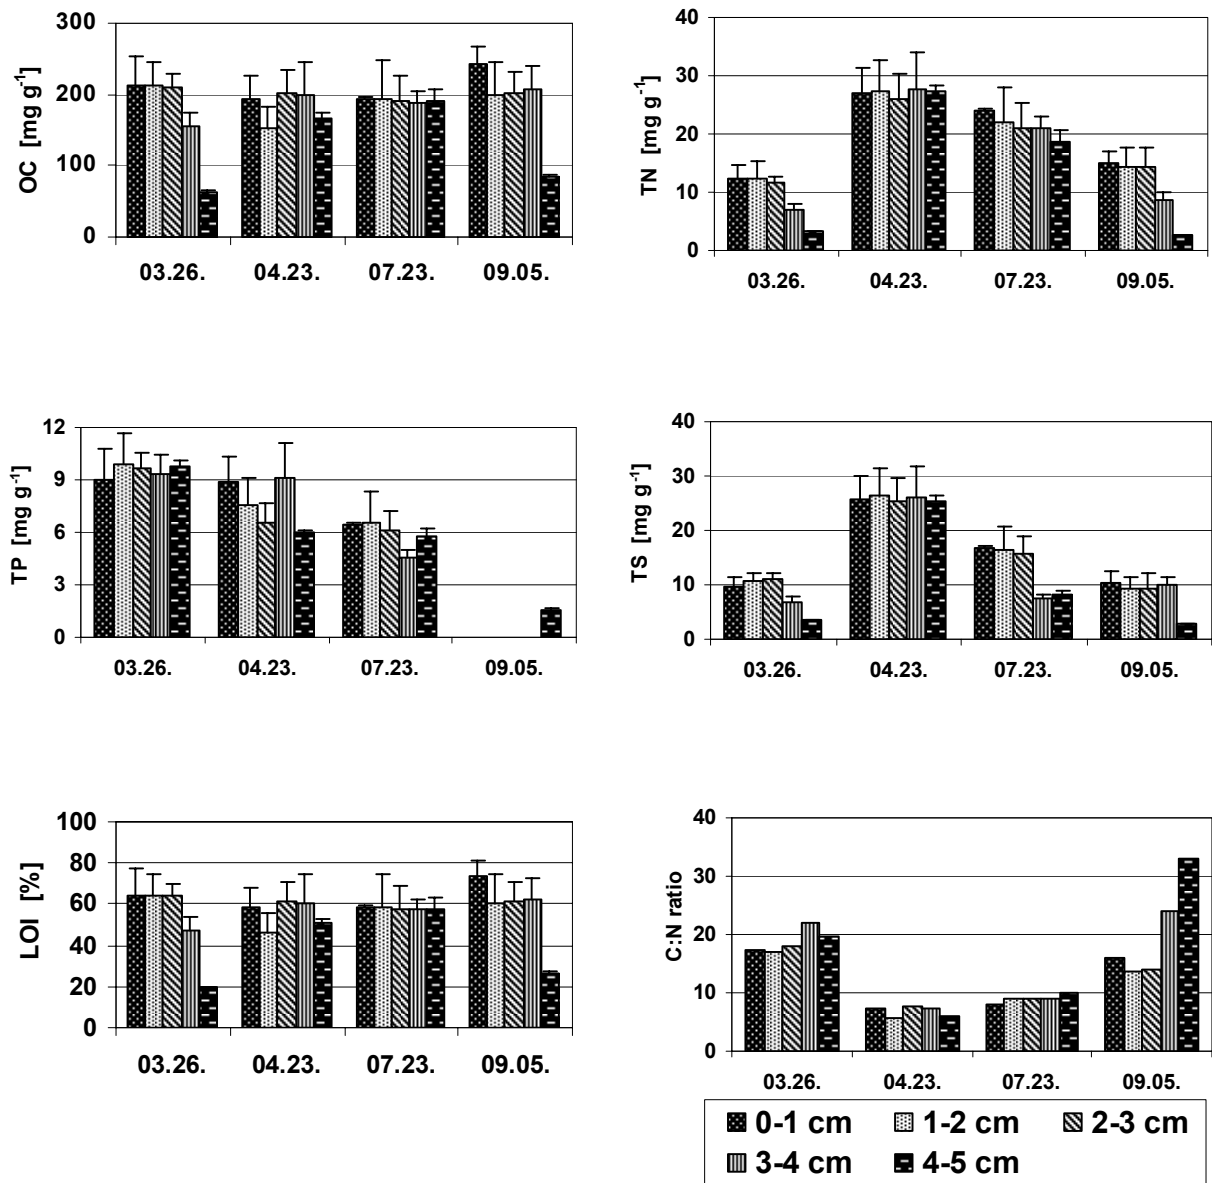 300
200
100
0
OC [mg g-1]
03.26. 04.23. 07.23. 09.05.
40
30
20
10
0
TN [mg g-1]
03.26. 04.23. 07.23. 09.05.
12
9
6
3
0
TP [mg g-1]
03.26. 04.23. 07.23. 09.05.
40
30
20
10
0
TS [mg g-1]
03.26. 04.23. 07.23. 09.05.
100
80
60
40
20
0
LOI [%]
03.26. 04.23. 07.23. 09.05.
40
30
20
10
0
C:N ratio
03.26. 04.23. 07.23. 09.05.
0-1 cm 1-2 cm 2-3 cm
3-4 cm 4-5 cm